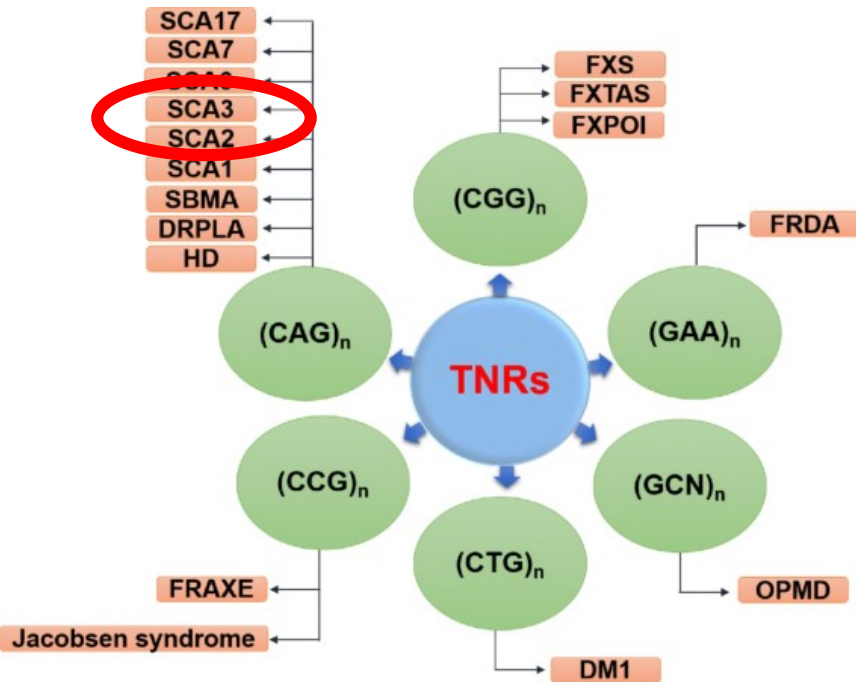 SCA17
SCA7
SCA3
SCA2
SCA1
SBMA
DRPLA
HD
FXS
FXTAS
FXPOI
(CGG)n
FRDA
(CAG)n
(GAA)n
TNRs
(CCG)n
(GCN)n
(CTG)n
FRAXE
OPMD
Jacobsen syndrome
DM1